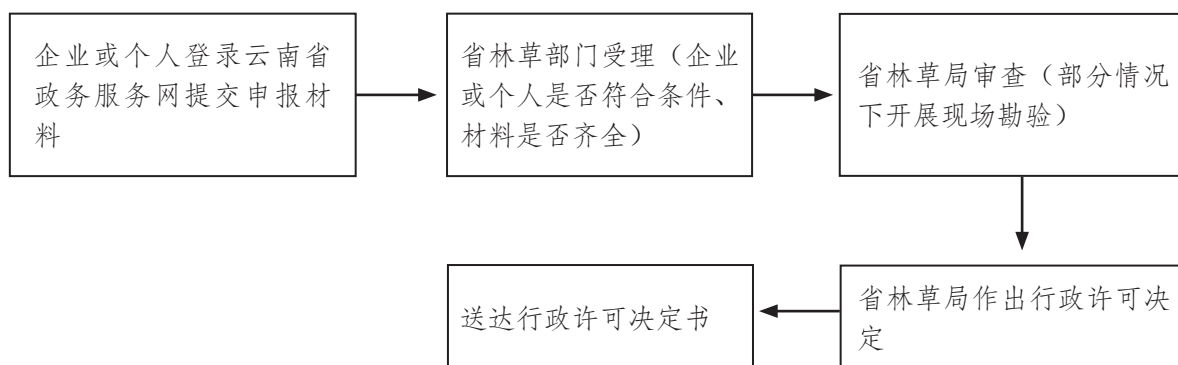 企业或个人登录云南省
政务服务网提交申报材
料
省林草部门受理（企业
或个人是否符合条件、
材料是否齐全）
省林草局审查（部分情况
下开展现场勘验）
省林草局作出行政许可决
定
送达行政许可决定书